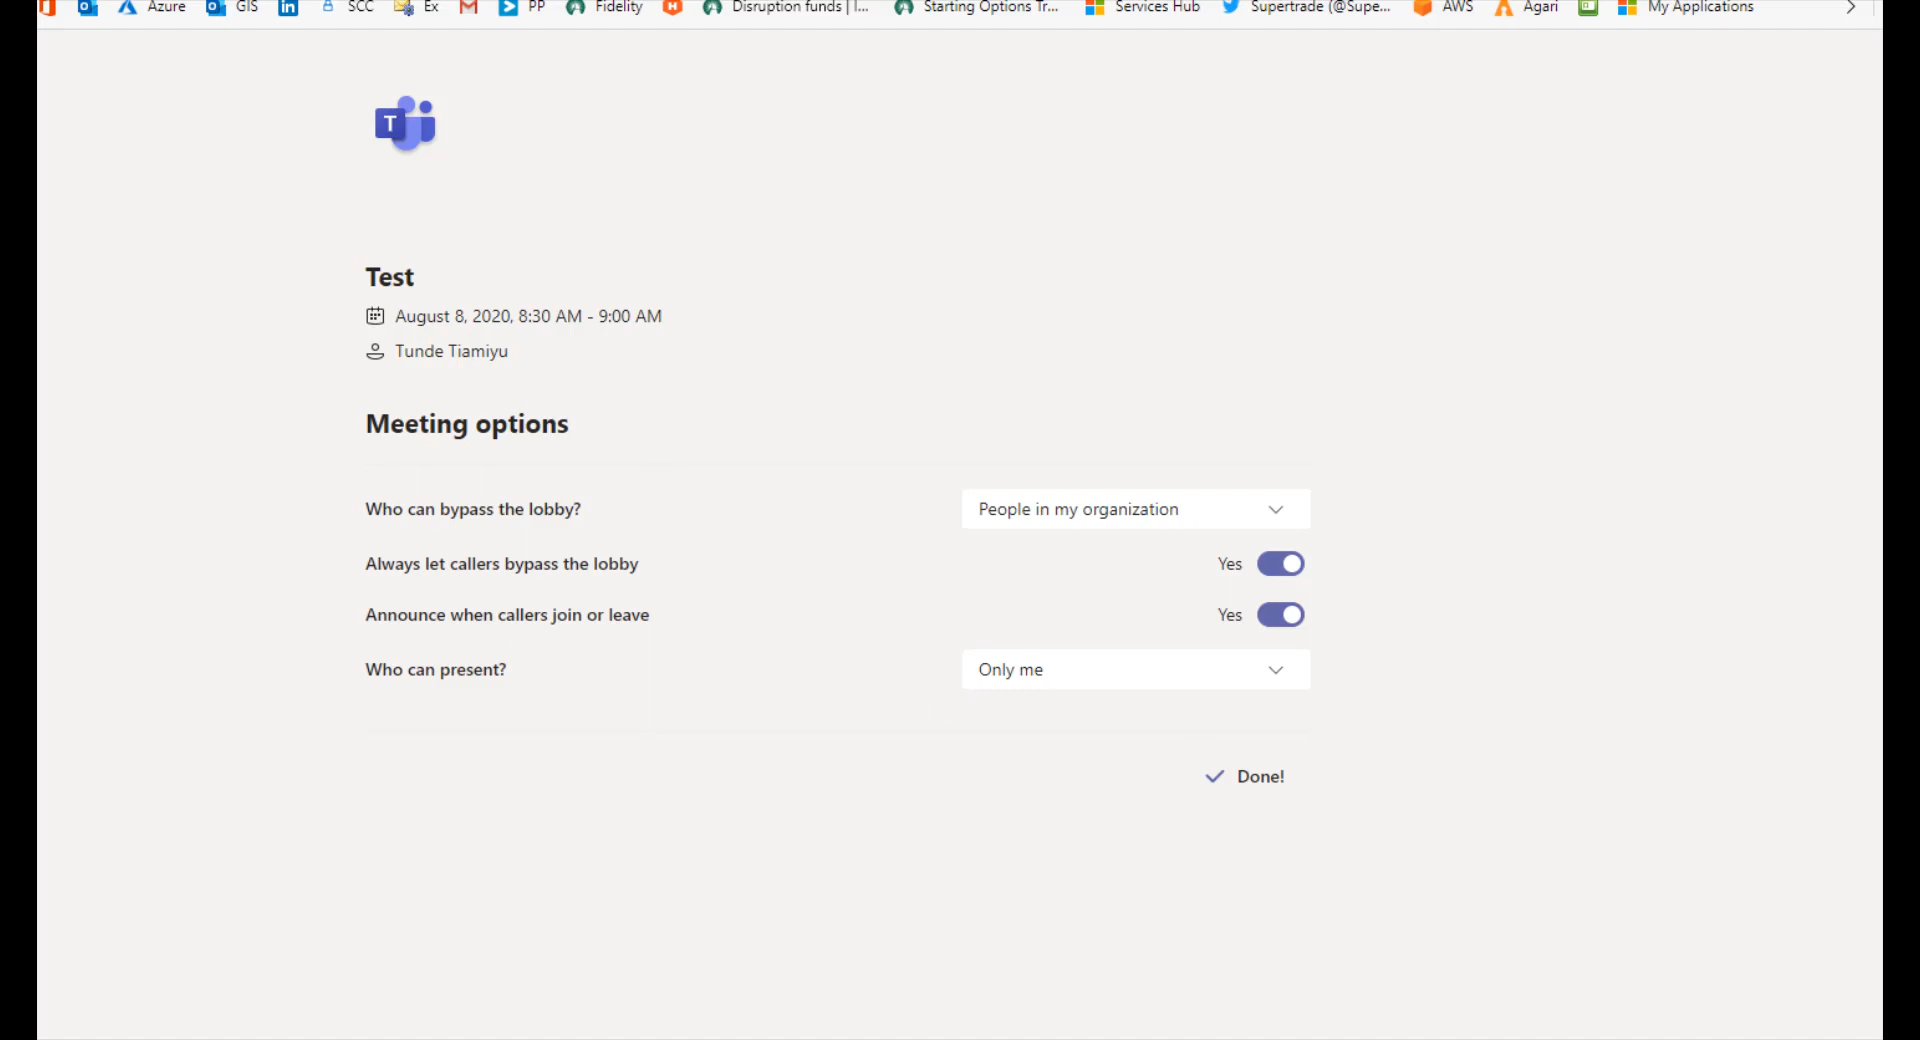 Azure GIS SCC Ex PP Fidelity Disruption funds | I... Starting Options Tr... Services Hub Supertrade (@Supe... AWS Agari My Applications
T
Test
August 8, 2020, 8:30 AM - 9:00 AM
Tunde Tiamiyu
Meeting options
Who can bypass the lobby? People in my organization
Always let callers bypass the lobby Yes
Announce when callers join or leave Yes
Who can present? Only me
Done!